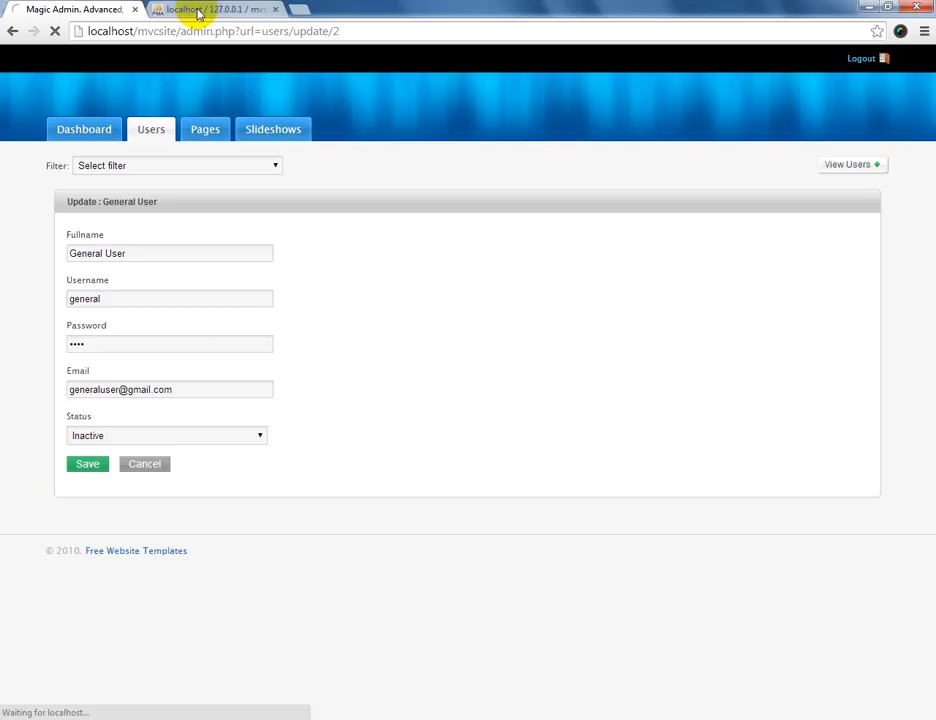 Magic Admin. Advanced,
localhost / 127.0.0.1 / mvc
localhost/mvcsite/admin.php?url=users/update/2
Logout
Dashboard
Users
Pages
Slideshows
Filter:
Select filter
View Users
Update : General User
Fullname
General User
Username
general
Password
••••
Email
generaluser@gmail.com
Status
Inactive
Save
Cancel
© 2010. Free Website Templates
Waiting for localhost...